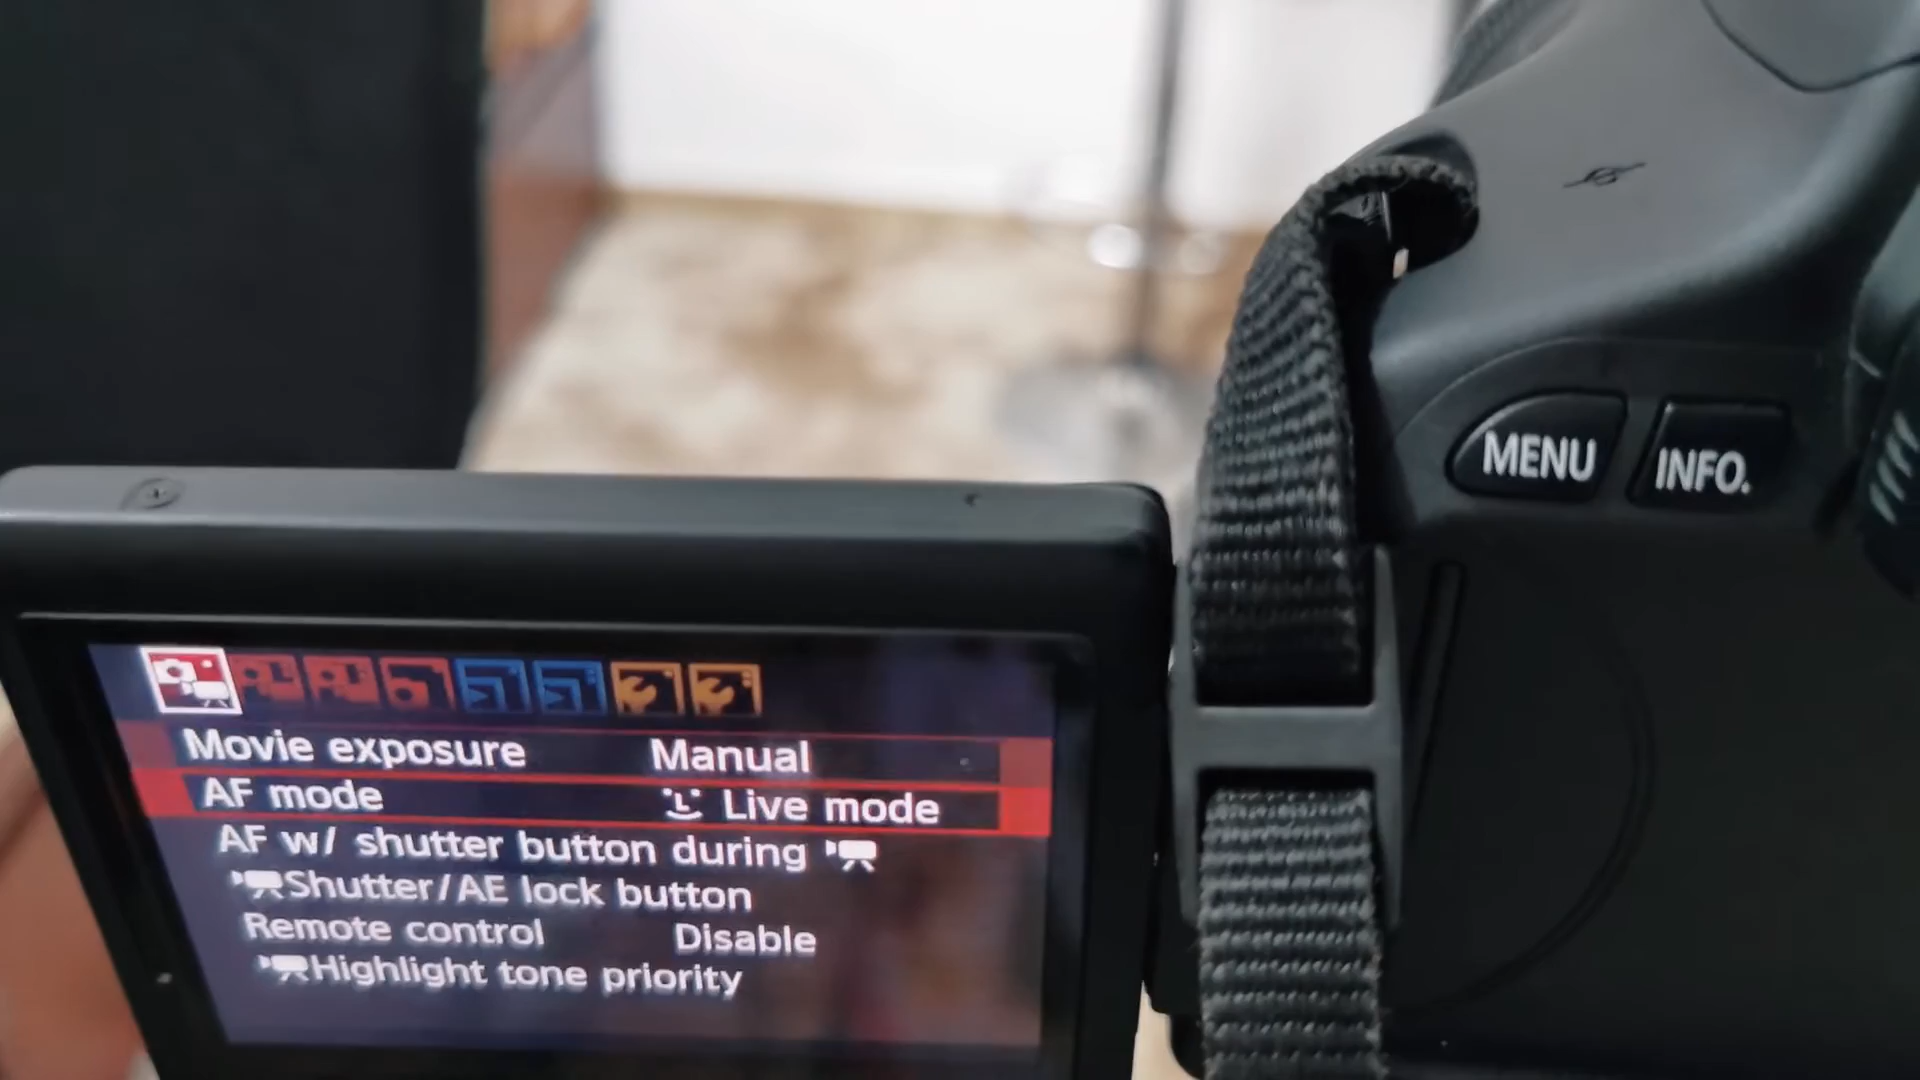 MENU INFO.
Movie exposure Manual
AF mode Live mode
AF w/ shutter button during
Shutter/AE lock button
Remote control Disable
Highlight tone priority